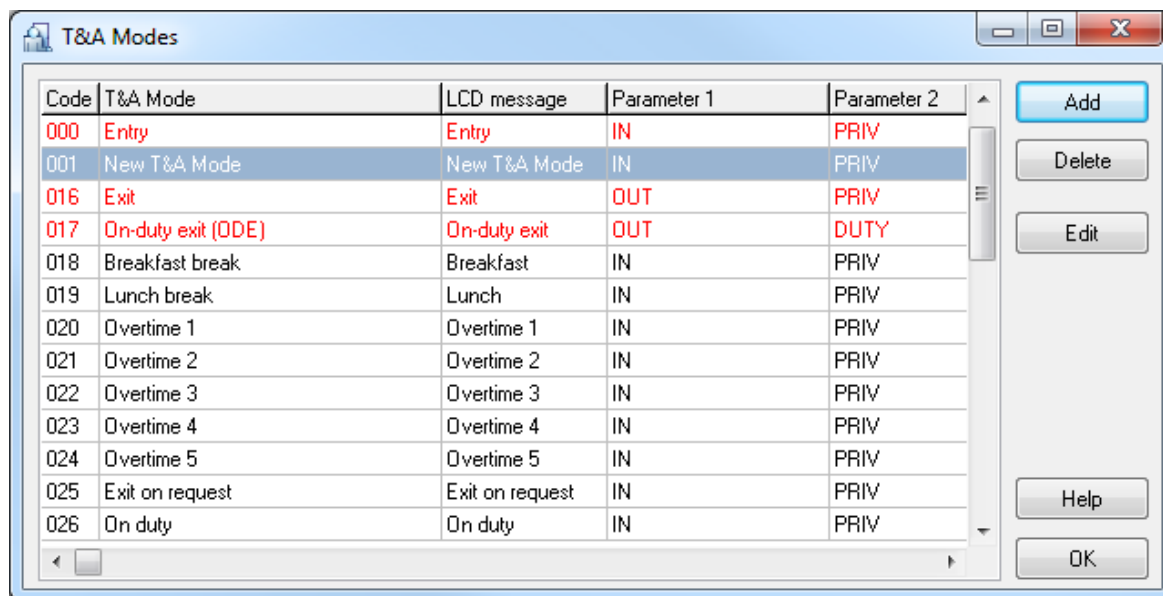 T&A Modes
Code T&A Mode LCD message Parameter 1 Parameter 2
000 Entry Entry IN PRIV
001 New T&A Mode New T&A Mode IN PRIV
016 Exit Exit OUT PRIV
017 On-duty exit (ODE) On-duty exit OUT DUTY
018 Breakfast break Breakfast IN PRIV
019 Lunch break Lunch IN PRIV
020 Overtime 1 Overtime 1 IN PRIV
021 Overtime 2 Overtime 2 IN PRIV
022 Overtime 3 Overtime 3 IN PRIV
023 Overtime 4 Overtime 4 IN PRIV
024 Overtime 5 Overtime 5 IN PRIV
025 Exit on request Exit on request IN PRIV
026 On duty On duty IN PRIV
Add
Delete
Edit
Help
OK